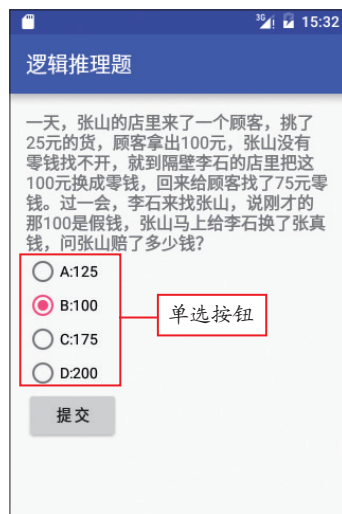 3G 15:32
逻辑推理题
一天，张山的店里来了一个顾客，挑了
25元的货，顾客拿出100元，张山没有
零钱找不开，就到隔壁李石的店里把这
100元换成零钱，回来给顾客找了75元零
钱。过一会，李石来找张山，说刚才的
那100是假钱，张山马上给李石换了张真
钱，问张山赔了多少钱？
A:125
B:100
单选按钮
C:175
D:200
提交